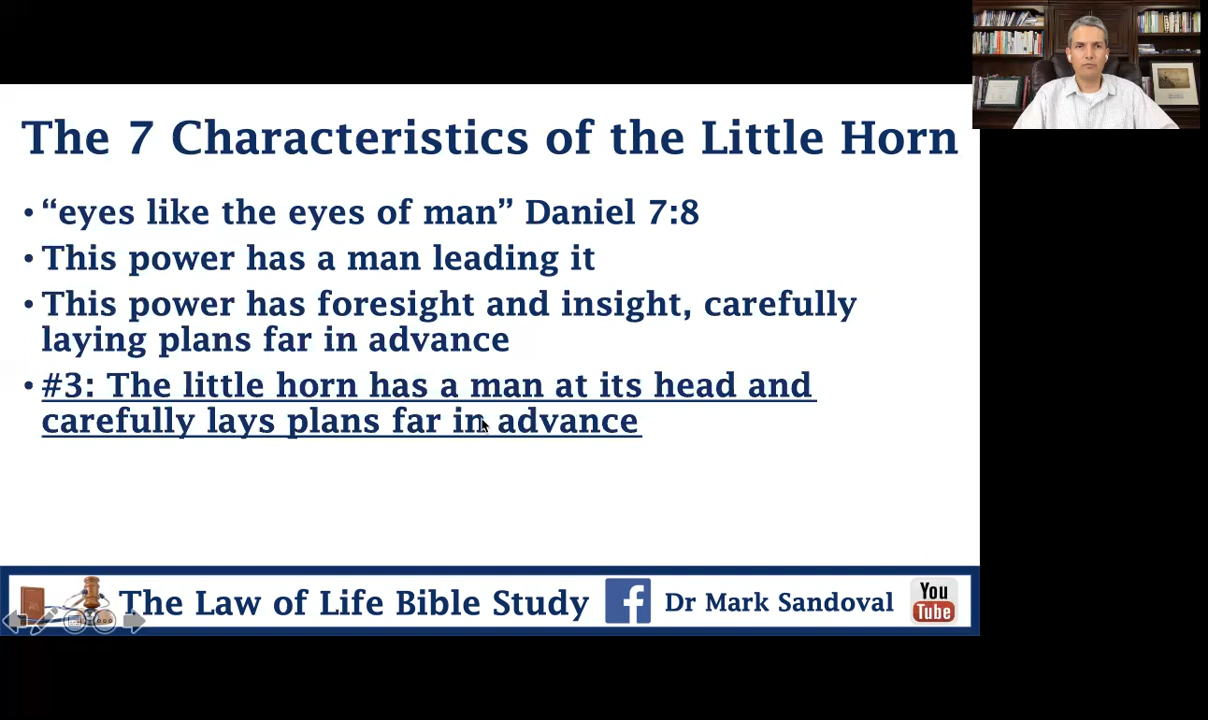 The 7 Characteristics of the Little Horn
• “eyes like the eyes of man” Daniel 7:8
• This power has a man leading it
• This power has foresight and insight, carefully
laying plans far in advance
• #3: The little horn has a man at its head and
carefully lays plans far in advance
The Law of Life Bible Study
Dr Mark Sandoval
You
Tube